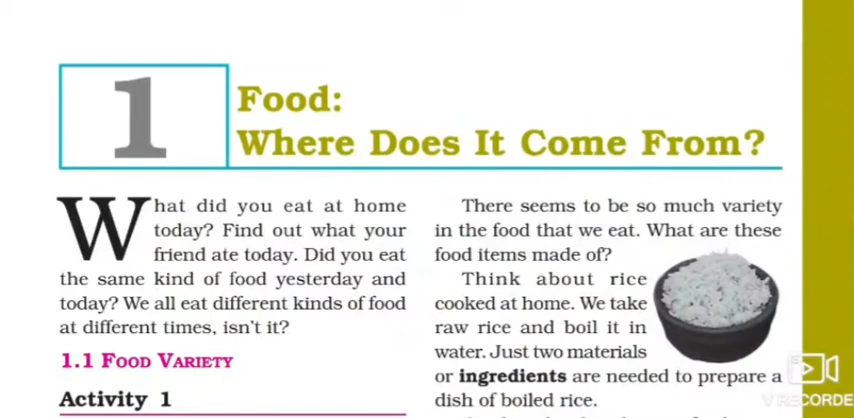 1
Food:
Where Does It Come From?
What did you eat at home
today? Find out what your
friend ate today. Did you eat
the same kind of food yesterday and
today? We all eat different kinds of food
at different times, isn't it?
1.1 FOOD VARIETY
Activity 1
There seems to be so much variety
in the food that we eat. What are these
food items made of?
Think about rice
cooked at home. We take
raw rice and boil it in
water. Just two materials
or ingredients are needed to prepare a
dish of boiled rice.
V RECORDE